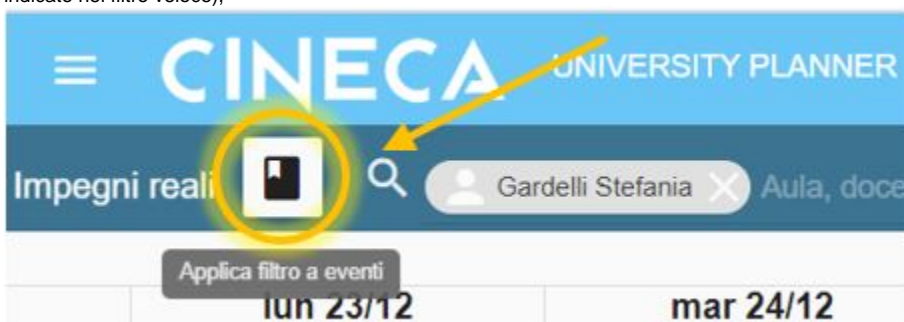 indicato nel filtro veloce);
CINECA UNIVERSITY PLANNER
Impegni reali Gardelli Stefania Aula, doce
Applica filtro a eventi
lun 23/12 mar 24/12